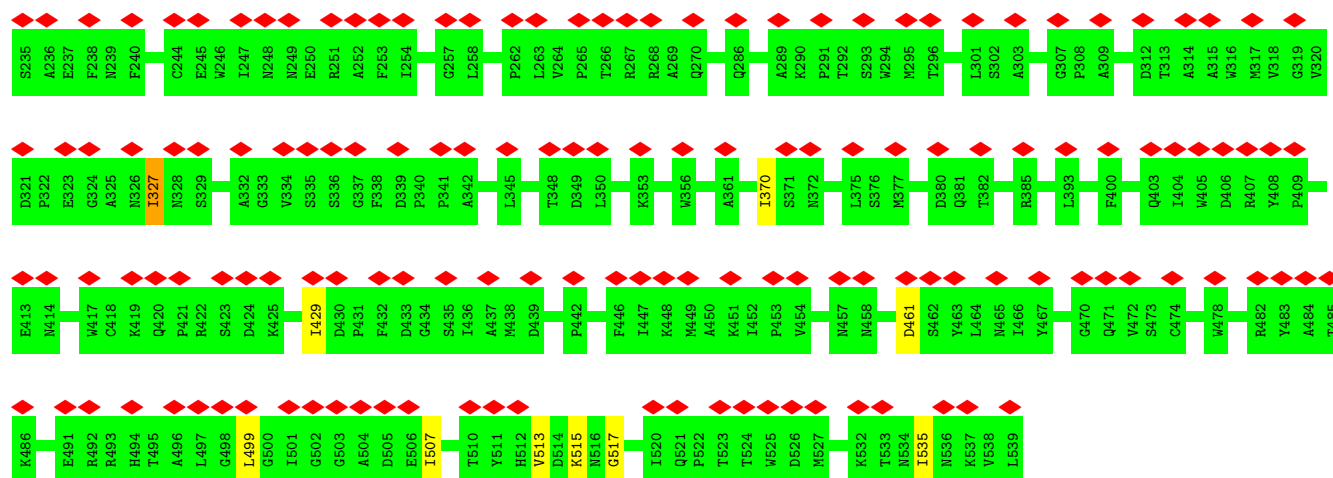 S235 A236 E237 F238 N239 F240 C244 E245 W246 I247 N248 N249 E250 R251 A252 F253 I254 G257 L258 P262 L263 V264 P265 T266 R267 R268 A269 Q270 Q286 A289 K290 P291 T292 S293 W294 M295 T296 L301 S302 A303 G307 P308 A309 D312 T313 A314 A315 W316 M317 V318 G319 V320
D321 P322 E323 G324 A325 N326 I327 N328 S329 A332 G333 V334 S335 S336 G337 F338 D339 P340 P341 A342 L345 T348 D349 L350 K353 W356 A361 I370 S371 N372 L375 S376 M377 D380 Q381 T382 R385 L393 F400 Q403 I404 W405 D406 R407 Y408 P409
E413 N414 W417 C418 K419 Q420 P421 R422 S423 D424 K425 I429 D430 P431 F432 D433 G434 S435 I436 A437 M438 D439 P442 F446 I447 K448 M449 A450 K451 I452 P453 V454 N457 N458 D461 S462 Y463 L464 N465 I466 Y467 G470 Q471 V472 S473 C474 W478 R482 Y483 A484 T485
K486 E491 R492 R493 H494 T495 A496 L497 G498 L499 G500 I501 G502 G503 A504 D505 E506 I507 T510 Y511 H512 V513 D514 K515 N516 G517 I520 Q521 P522 T523 T524 W525 D526 M527 K532 T533 N534 I535 N536 K537 V538 L539